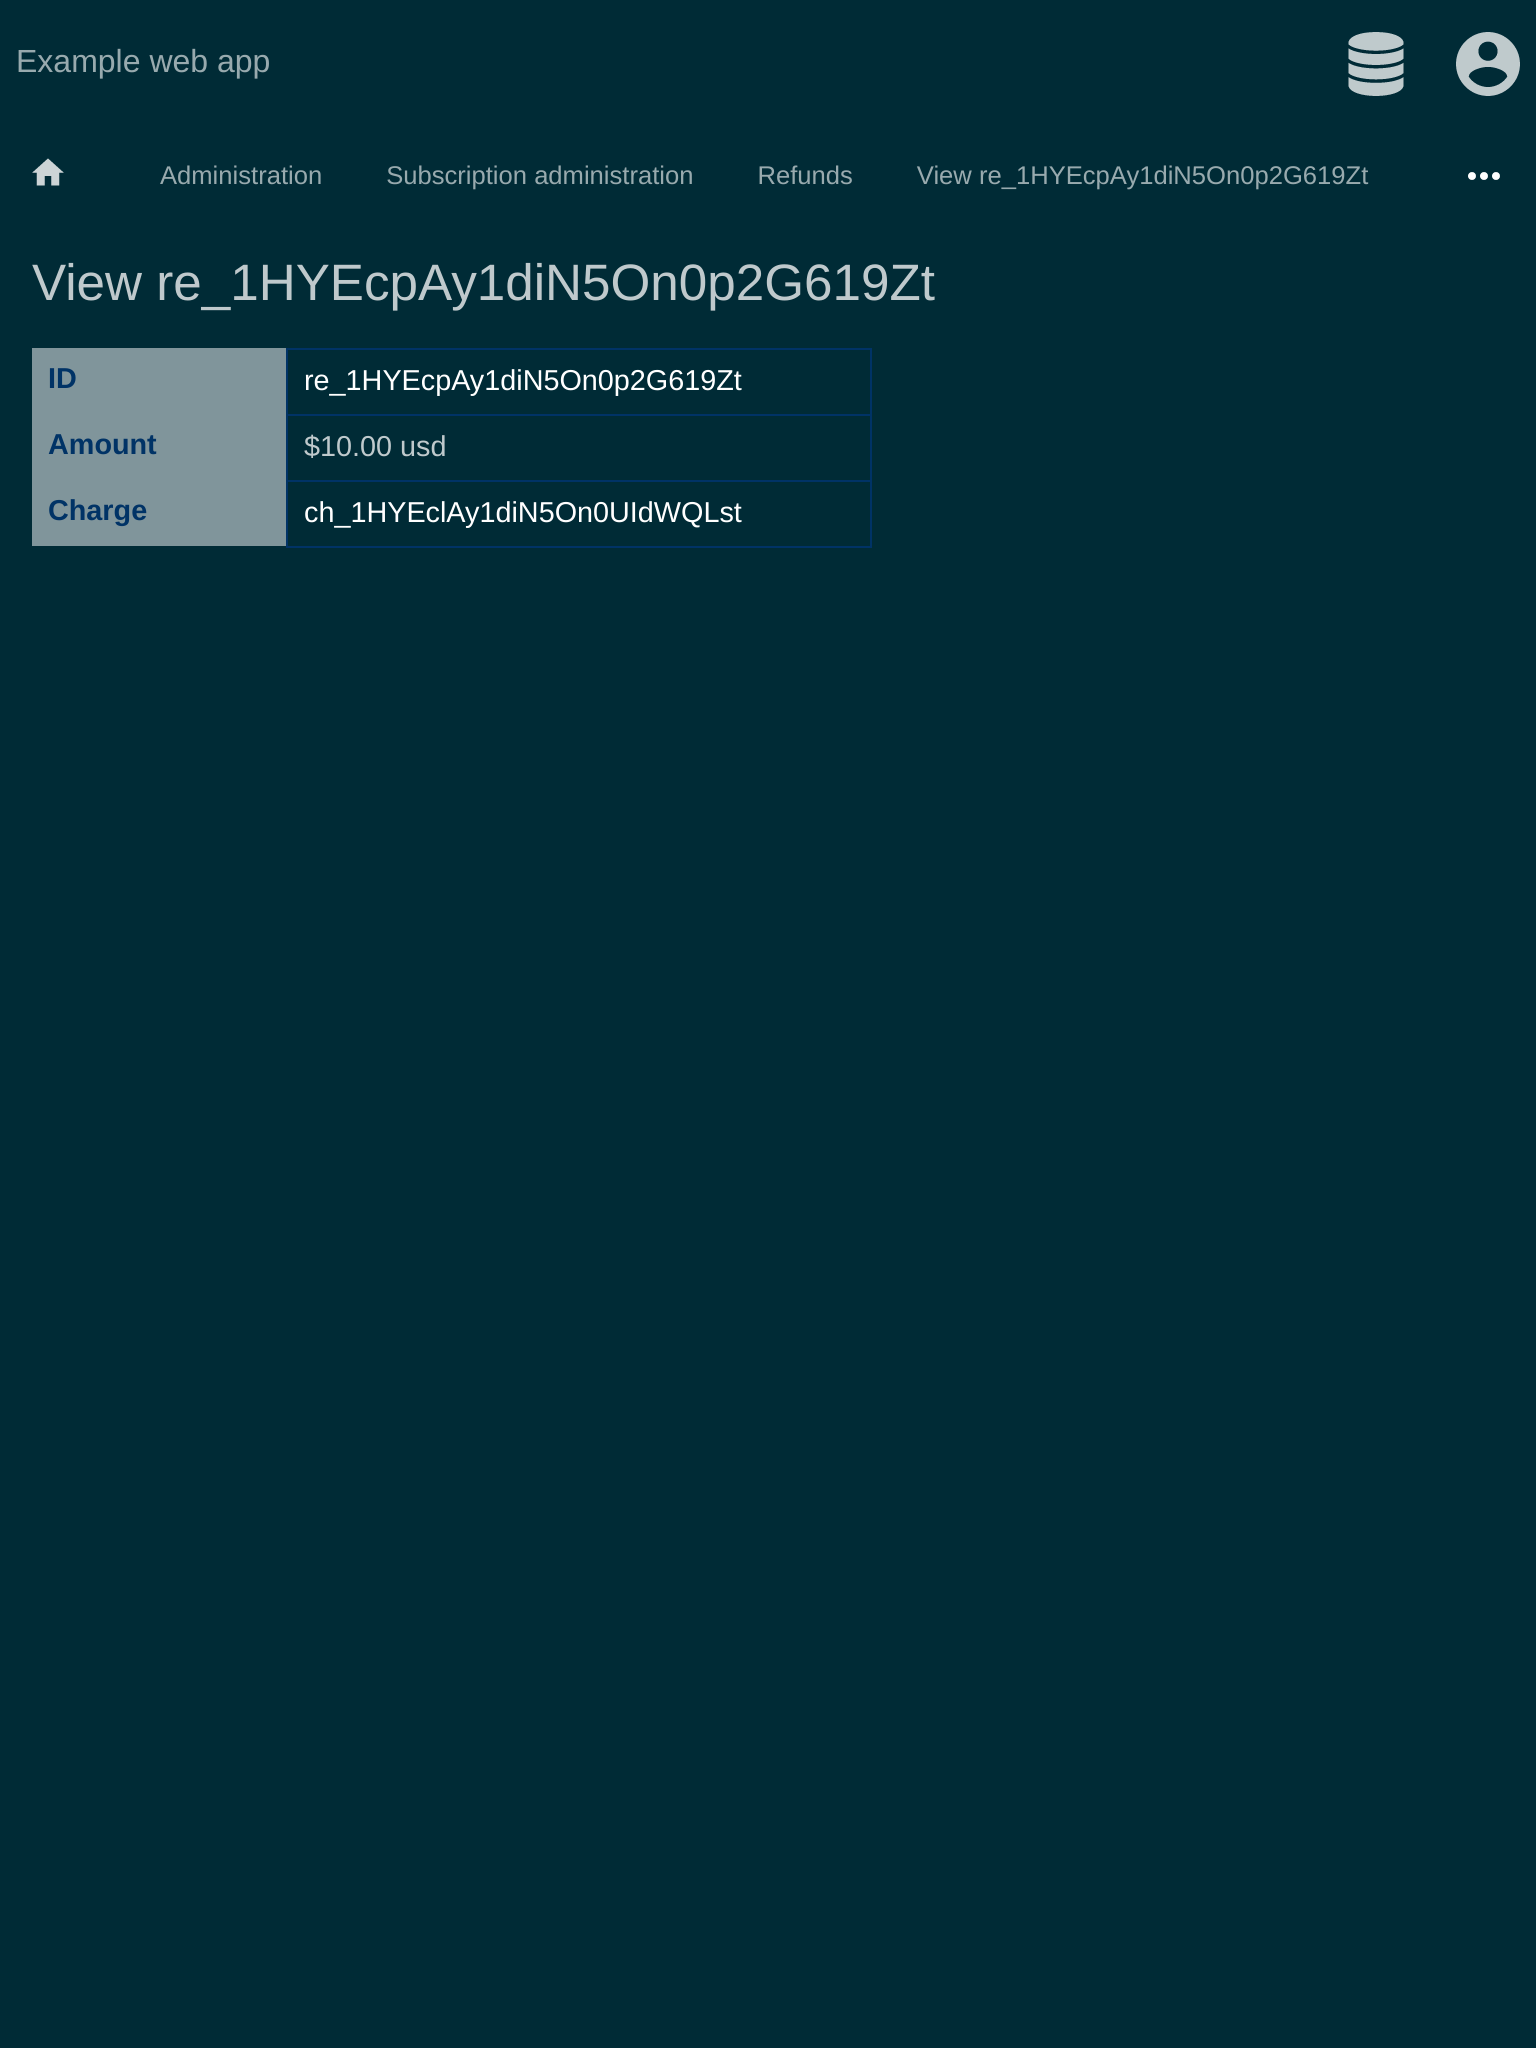 Example web app
Administration Subscription administration Refunds View re_1HYEcpAy1diN5On0p2G619Zt
View re_1HYEcpAy1diN5On0p2G619Zt
ID re_1HYEcpAy1diN5On0p2G619Zt
Amount $10.00 usd
Charge ch_1HYEclAy1diN5On0UIdWQLst